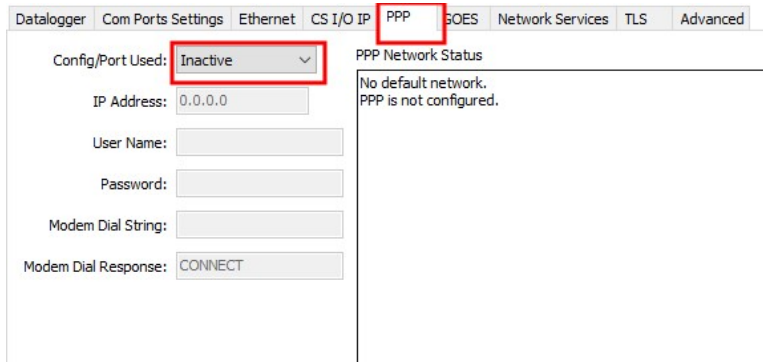 Datalogger Com Ports Settings Ethernet CS I/O IP PPP GOES Network Services TLS Advanced
Config/Port Used: Inactive
PPP Network Status
IP Address: 0.0.0.0
No default network.
PPP is not configured.
User Name:
Password:
Modem Dial String:
Modem Dial Response: CONNECT